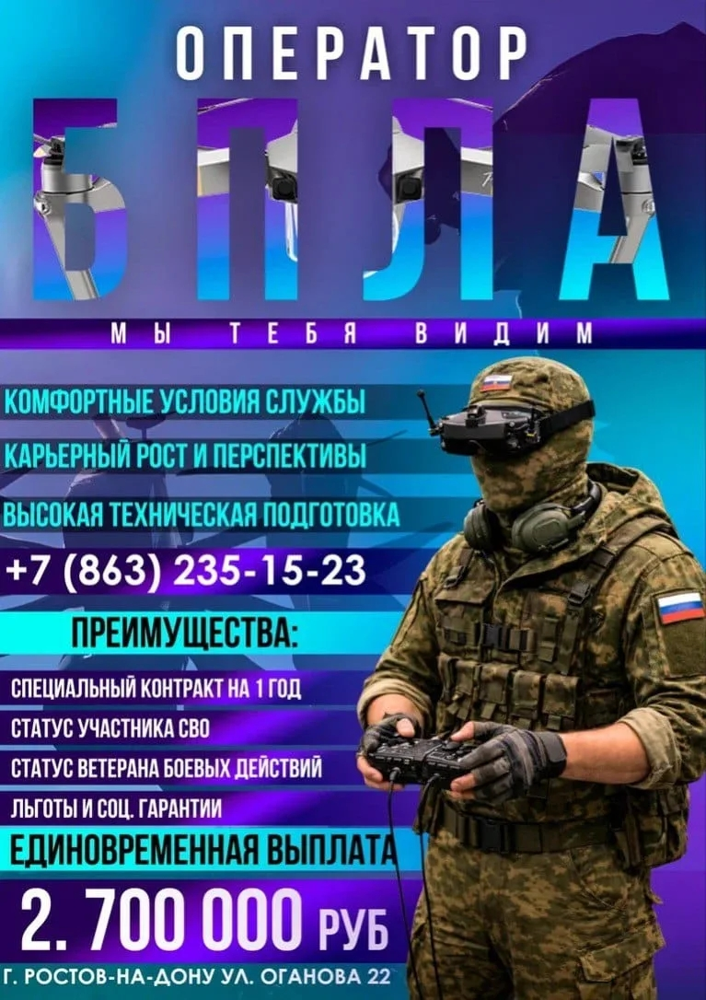 ОПЕРАТОР
БПЛА
МЫ ТЕБЯ ВИДИМ
КОМФОРТНЫЕ УСЛОВИЯ СЛУЖБЫ
КАРЬЕРНЫЙ РОСТ И ПЕРСПЕКТИВЫ
ВЫСОКАЯ ТЕХНИЧЕСКАЯ ПОДГОТОВКА
+7 (863) 235-15-23
ПРЕИМУЩЕСТВА:
СПЕЦИАЛЬНЫЙ КОНТРАКТ НА 1 ГОД
СТАТУС УЧАСТНИКА СВО
СТАТУС ВЕТЕРАНА БОЕВЫХ ДЕЙСТВИЙ
ЛЬГОТЫ И СОЦ. ГАРАНТИИ
ЕДИНОВРЕМЕННАЯ ВЫПЛАТА
2. 700 000 РУБ
Г. РОСТОВ-НА-ДОНУ УЛ. ОГАНОВА 22